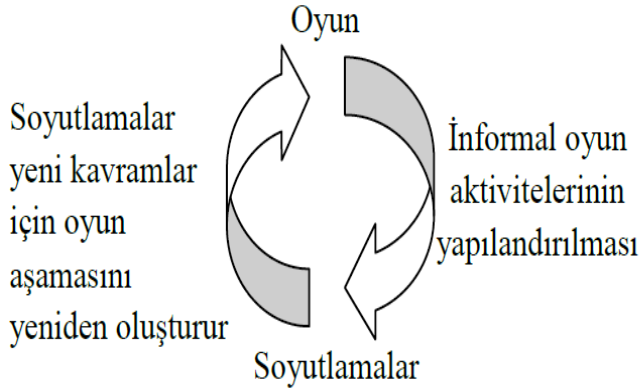 Oyun
İnformal oyun
aktivitelerinin
yapılandırılması
Soyutlamalar
Soyutlamalar
yeni kavramlar
için oyun
aşamasını
yeniden oluşturur